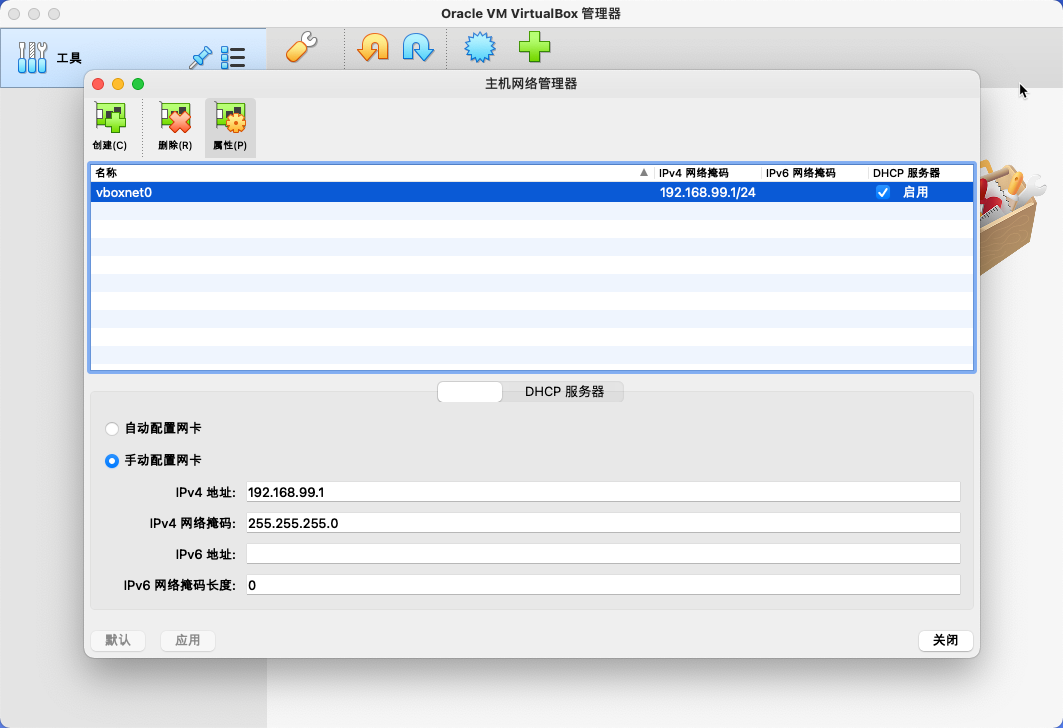 Oracle VM VirtualBox 管理器
工具
主机网络管理器
创建(C)
删除(R)
属性(P)
名称 IPv4 网络掩码 IPv6 网络掩码 DHCP 服务器
vboxnet0 192.168.99.1/24 启用
DHCP 服务器
自动配置网卡
手动配置网卡
IPv4 地址: 192.168.99.1
IPv4 网络掩码: 255.255.255.0
IPv6 地址:
IPv6 网络掩码长度: 0
默认
应用
关闭